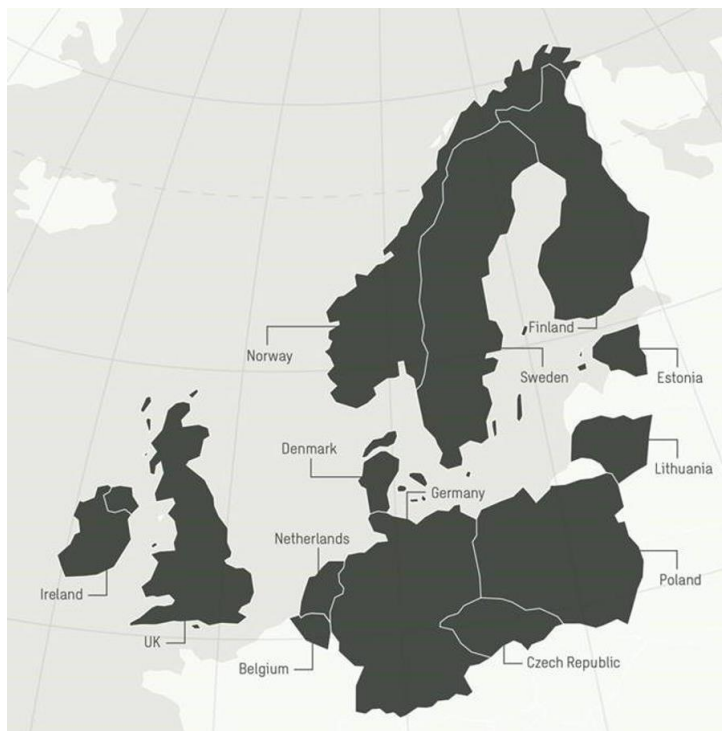 Finland
Norway
Sweden
Estonia
Denmark
Lithuania
Germany
Netherlands
Poland
Ireland
UK
Belgium
Czech Republic